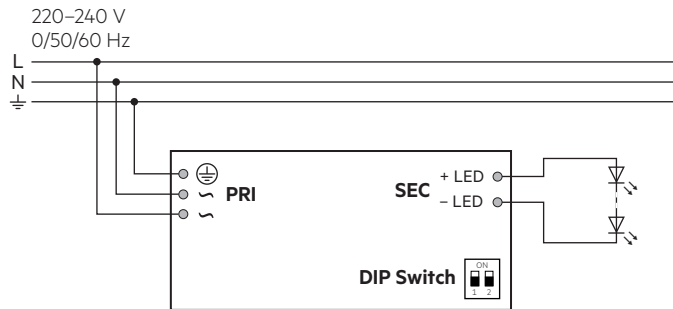 220–240 V
0/50/60 Hz
L
N
PRI
SEC
+ LED
– LED
DIP Switch
ON
1 2